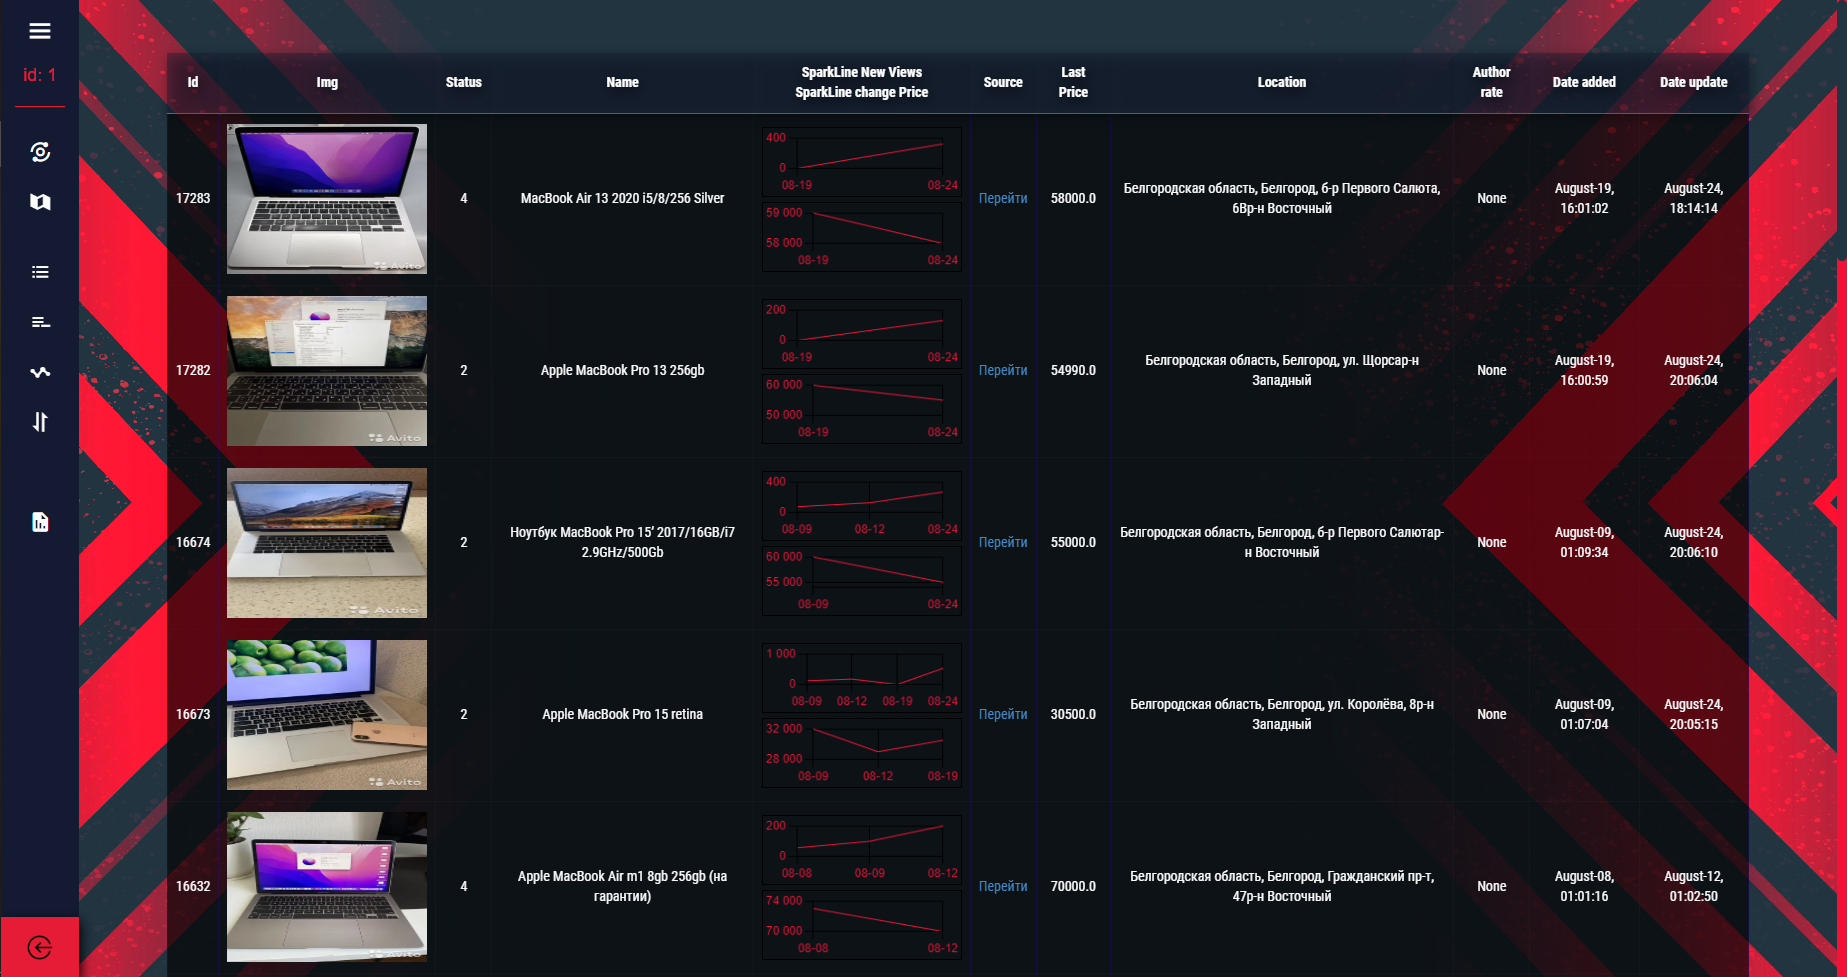 id: 1
Id
Img
Status
Name
SparkLine New Views
SparkLine change Price
Source
Last
Price
Location
Author
rate
Date added
Date update
17283
Avito
4
MacBook Air 13 2020 i5/8/256 Silver
400
0
08-19
08-24
59 000
58 000
08-19
08-24
Перейти
58000.0
Белгородская область, Белгород, б-р Первого Салюта,
6Вр-н Восточный
None
August-19,
16:01:02
August-24,
18:14:14
17282
Avito
2
Apple MacBook Pro 13 256gb
200
0
08-19
08-24
60 000
50 000
08-19
08-24
Перейти
54990.0
Белгородская область, Белгород, ул. Щорсар-н
Западный
None
August-19,
16:00:59
August-24,
20:06:04
16674
Avito
2
Ноутбук MacBook Pro 15’ 2017/16GB/i7
2.9GHz/500Gb
400
0
08-09
08-12
08-24
60 000
55 000
08-09
08-24
Перейти
55000.0
Белгородская область, Белгород, б-р Первого Салютар-
н Восточный
None
August-09,
01:09:34
August-24,
20:06:10
16673
Avito
2
Apple MacBook Pro 15 retina
1 000
0
08-09
08-12
08-19
08-24
32 000
28 000
08-09
08-12
08-19
Перейти
30500.0
Белгородская область, Белгород, ул. Королёва, 8р-н
Западный
None
August-09,
01:07:04
August-24,
20:05:15
16632
Avito
4
Apple MacBook Air m1 8gb 256gb (на
гарантии)
200
0
08-08
08-09
08-12
74 000
70 000
08-08
08-12
Перейти
70000.0
Белгородская область, Белгород, Гражданский пр-т,
47р-н Восточный
None
August-08,
01:01:16
August-12,
01:02:50